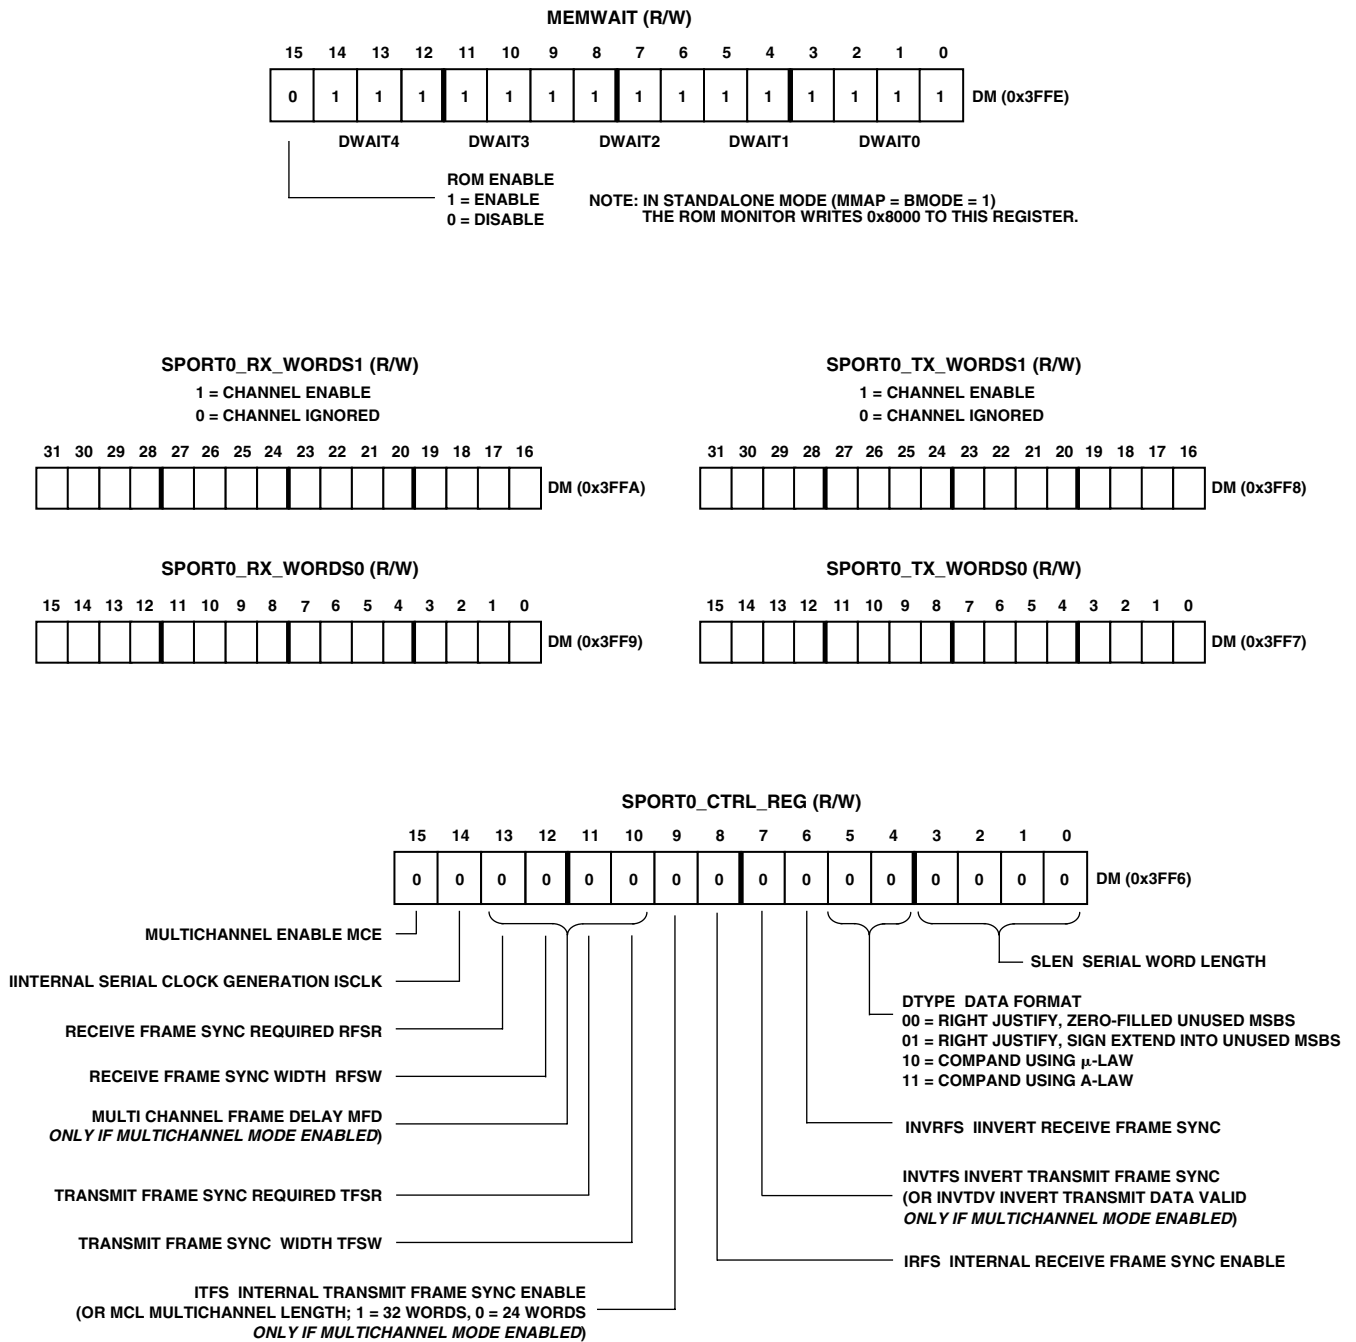 MEMWAIT (R/W)
15 14 13 12 11 10 9 8 7 6 5 4 3 2 1 0
0 1 1 1 1 1 1 1 1 1 1 1 1 1 1 1 DM (0x3FFE)
DWAIT4 DWAIT3 DWAIT2 DWAIT1 DWAIT0
ROM ENABLE
1 = ENABLE
0 = DISABLE
NOTE: IN STANDALONE MODE (MMAP = BMODE = 1)
THE ROM MONITOR WRITES 0x8000 TO THIS REGISTER.
SPORT0_RX_WORDS1 (R/W)
1 = CHANNEL ENABLE
0 = CHANNEL IGNORED
31 30 29 28 27 26 25 24 23 22 21 20 19 18 17 16
DM (0x3FFA)
SPORT0_TX_WORDS1 (R/W)
1 = CHANNEL ENABLE
0 = CHANNEL IGNORED
31 30 29 28 27 26 25 24 23 22 21 20 19 18 17 16
DM (0x3FF8)
SPORT0_RX_WORDS0 (R/W)
15 14 13 12 11 10 9 8 7 6 5 4 3 2 1 0
DM (0x3FF9)
SPORT0_TX_WORDS0 (R/W)
15 14 13 12 11 10 9 8 7 6 5 4 3 2 1 0
DM (0x3FF7)
SPORT0_CTRL_REG (R/W)
15 14 13 12 11 10 9 8 7 6 5 4 3 2 1 0
0 0 0 0 0 0 0 0 0 0 0 0 0 0 0 0 DM (0x3FF6)
MULTICHANNEL ENABLE MCE
IINTERNAL SERIAL CLOCK GENERATION ISCLK
RECEIVE FRAME SYNC REQUIRED RFSR
RECEIVE FRAME SYNC WIDTH RFSW
MULTI CHANNEL FRAME DELAY MFD
ONLY IF MULTICHANNEL MODE ENABLED)
TRANSMIT FRAME SYNC REQUIRED TFSR
TRANSMIT FRAME SYNC WIDTH TFSW
ITFS INTERNAL TRANSMIT FRAME SYNC ENABLE
(OR MCL MULTICHANNEL LENGTH; 1 = 32 WORDS, 0 = 24 WORDS
ONLY IF MULTICHANNEL MODE ENABLED)
SLEN SERIAL WORD LENGTH
DTYPE DATA FORMAT
00 = RIGHT JUSTIFY, ZERO-FILLED UNUSED MSBS
01 = RIGHT JUSTIFY, SIGN EXTEND INTO UNUSED MSBS
10 = COMPAND USING μ-LAW
11 = COMPAND USING A-LAW
INVRFS IINVERT RECEIVE FRAME SYNC
INVTFS INVERT TRANSMIT FRAME SYNC
(OR INVTDV INVERT TRANSMIT DATA VALID
ONLY IF MULTICHANNEL MODE ENABLED)
IRFS INTERNAL RECEIVE FRAME SYNC ENABLE